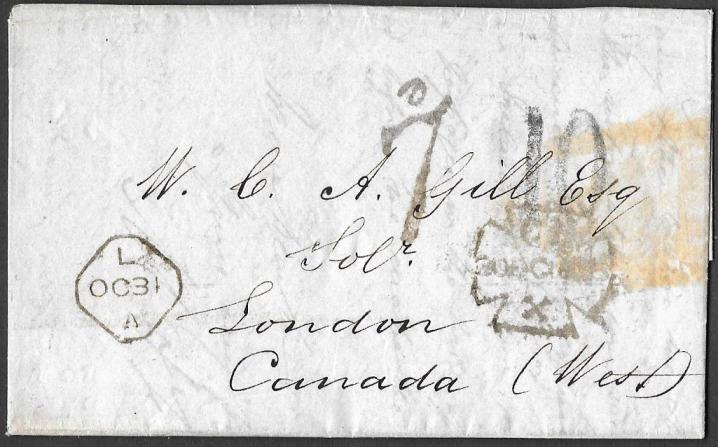 7
10
W. C. A. Gill Esq
Solr.
London
Canada (West)
L
OC31
A
X